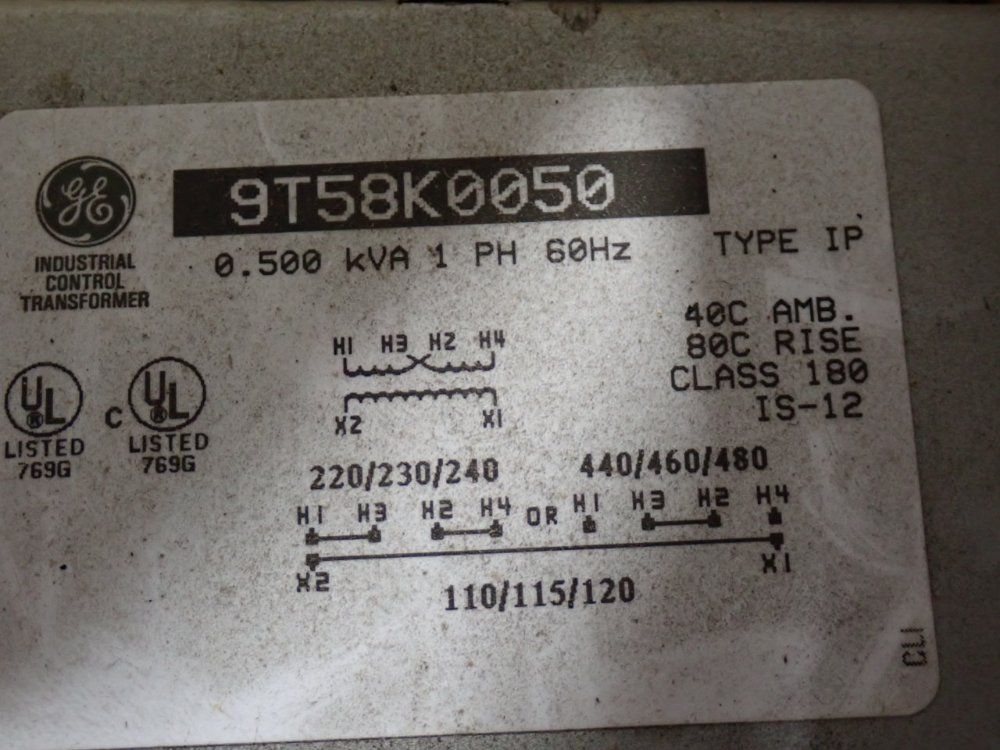 9T58K0050
GE
INDUSTRIAL
CONTROL
TRANSFORMER
0.500 kVA 1 PH 60Hz
TYPE IP
40C AMB.
80C RISE
CLASS 180
IS-12
H1 H3 H2 H4
X2 X1
UL®
LISTED
769G
C UL®
LISTED
769G
220/230/240
440/460/480
H1 H3 H2 H4 OR H1 H3 H2 H4
X2 X1
110/115/120
CLI